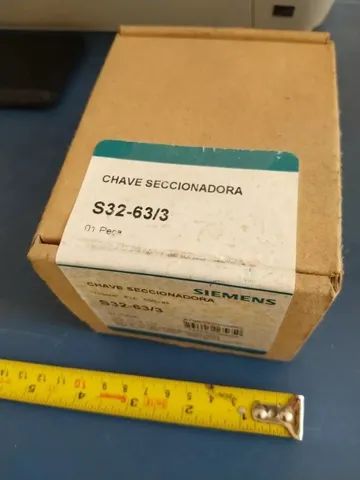 CHAVE SECCIONADORA
S32-63/3
01 Peça
SIEMENS
CHAVE SECCIONADORA
S32-63/3